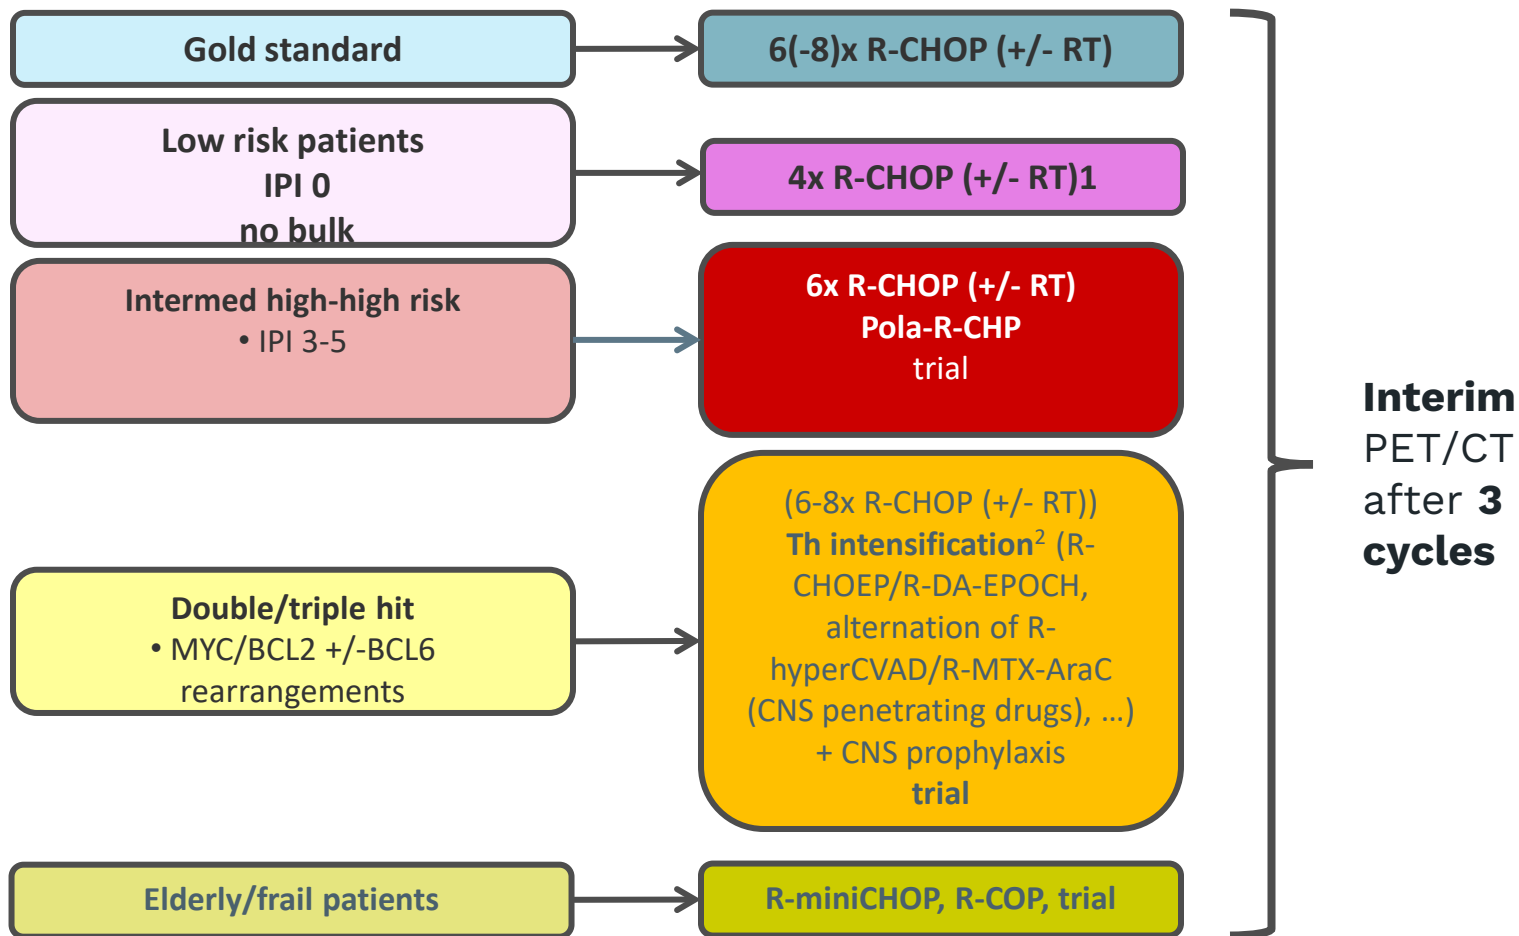 Gold standard
6(-8)x R-CHOP (+/- RT)
Low risk patients
IPI 0
no bulk
4x R-CHOP (+/- RT)1
Intermed high-high risk
• IPI 3-5
6x R-CHOP (+/- RT)
Pola-R-CHP
trial
Double/triple hit
• MYC/BCL2 +/-BCL6
rearrangements
(6-8x R-CHOP (+/- RT))
Th intensification² (R-
CHOEP/R-DA-EPOCH,
alternation of R-
hyperCVAD/R-MTX-AraC
(CNS penetrating drugs), ...)
+ CNS prophylaxis
trial
Elderly/frail patients
R-miniCHOP, R-COP, trial
Interim
PET/CT
after 3
cycles